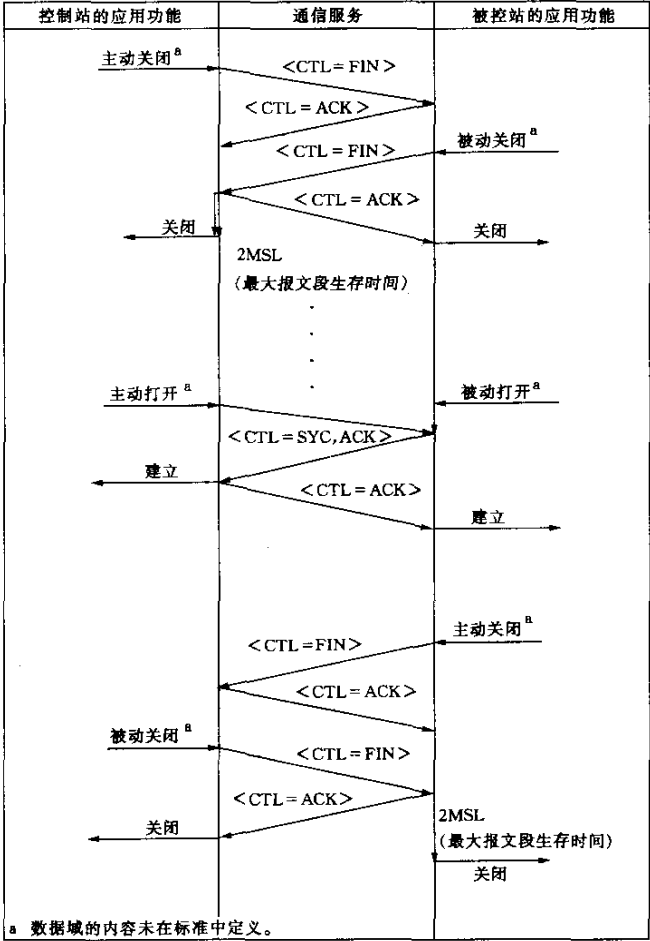 控制站的应用功能 通信服务 被控站的应用功能
主动关闭a
<CTL=FIN>
<CTL=ACK>
<CTL=FIN>
被动关闭a
<CTL=ACK>
关闭
关闭
2MSL
(最大报文段生存时间)
主动打开a
被动打开a
<CTL=SYC,ACK>
建立
<CTL=ACK>
建立
主动关闭a
<CTL=FIN>
<CTL=ACK>
被动关闭a
<CTL=FIN>
<CTL=ACK>
2MSL
关闭
(最大报文段生存时间)
关闭
a 数据域的内容未在标准中定义。